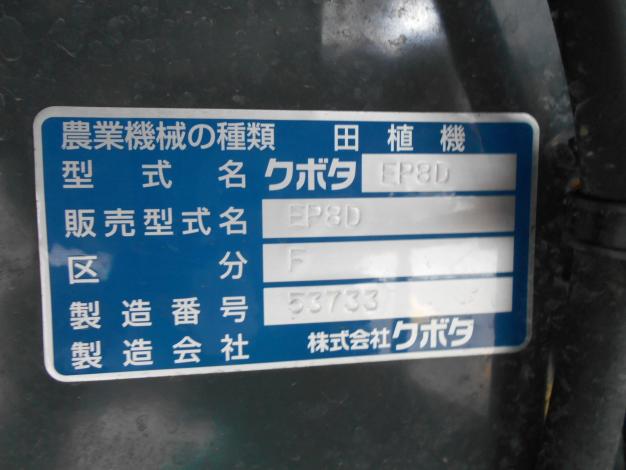 農業機械の種類 田植機
型式名 クボタ EP8D
販売型式名 EP8D
区分 F
製造番号 53733
製造会社 株式会社クボタ